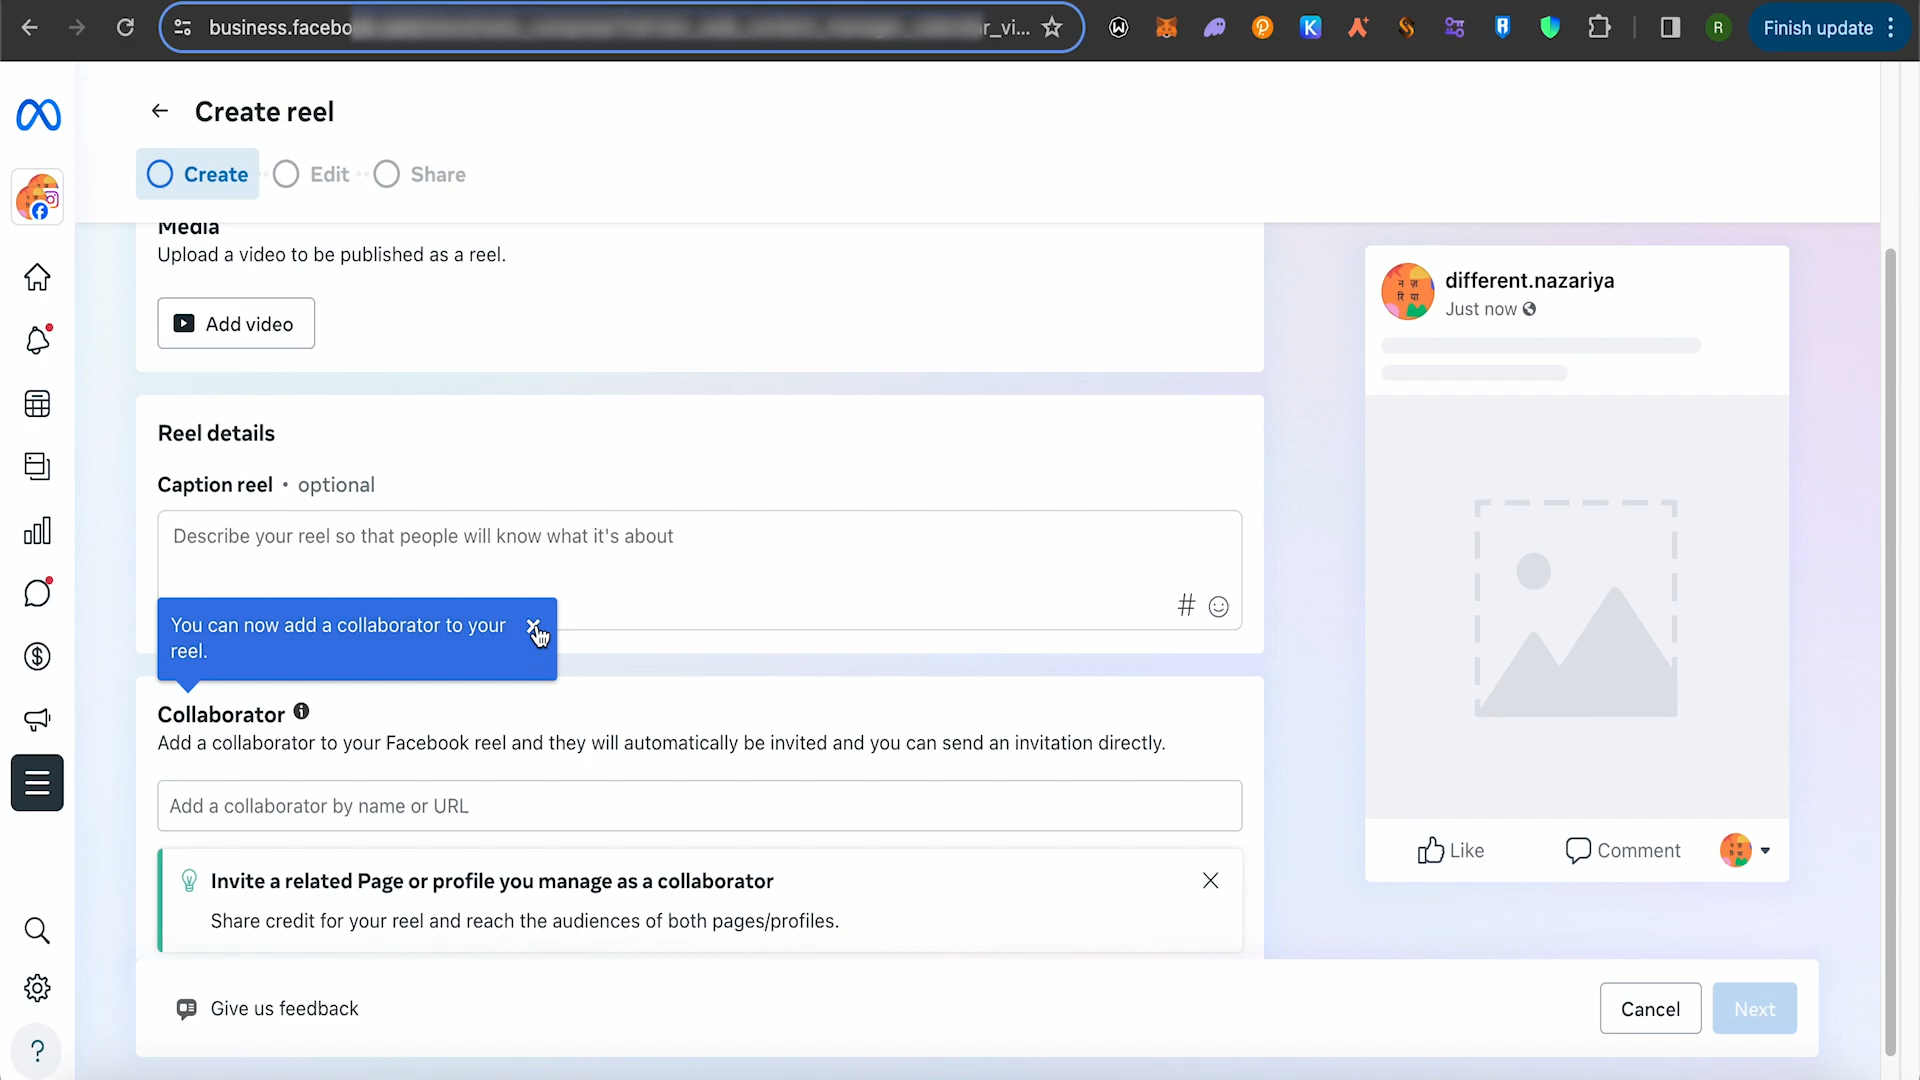 business.facebo
r_vi...
R
Finish update
Create reel
Create
Edit
Share
Media
Upload a video to be published as a reel.
Add video
Reel details
Caption reel • optional
Describe your reel so that people will know what it's about
#
You can now add a collaborator to your
reel.
Collaborator
Add a collaborator to your Facebook reel and they will automatically be invited and you can send an invitation directly.
Add a collaborator by name or URL
Invite a related Page or profile you manage as a collaborator
Share credit for your reel and reach the audiences of both pages/profiles.
Give us feedback
Cancel
Next
न ज़
रि या
different.nazariya
Just now
Like
Comment